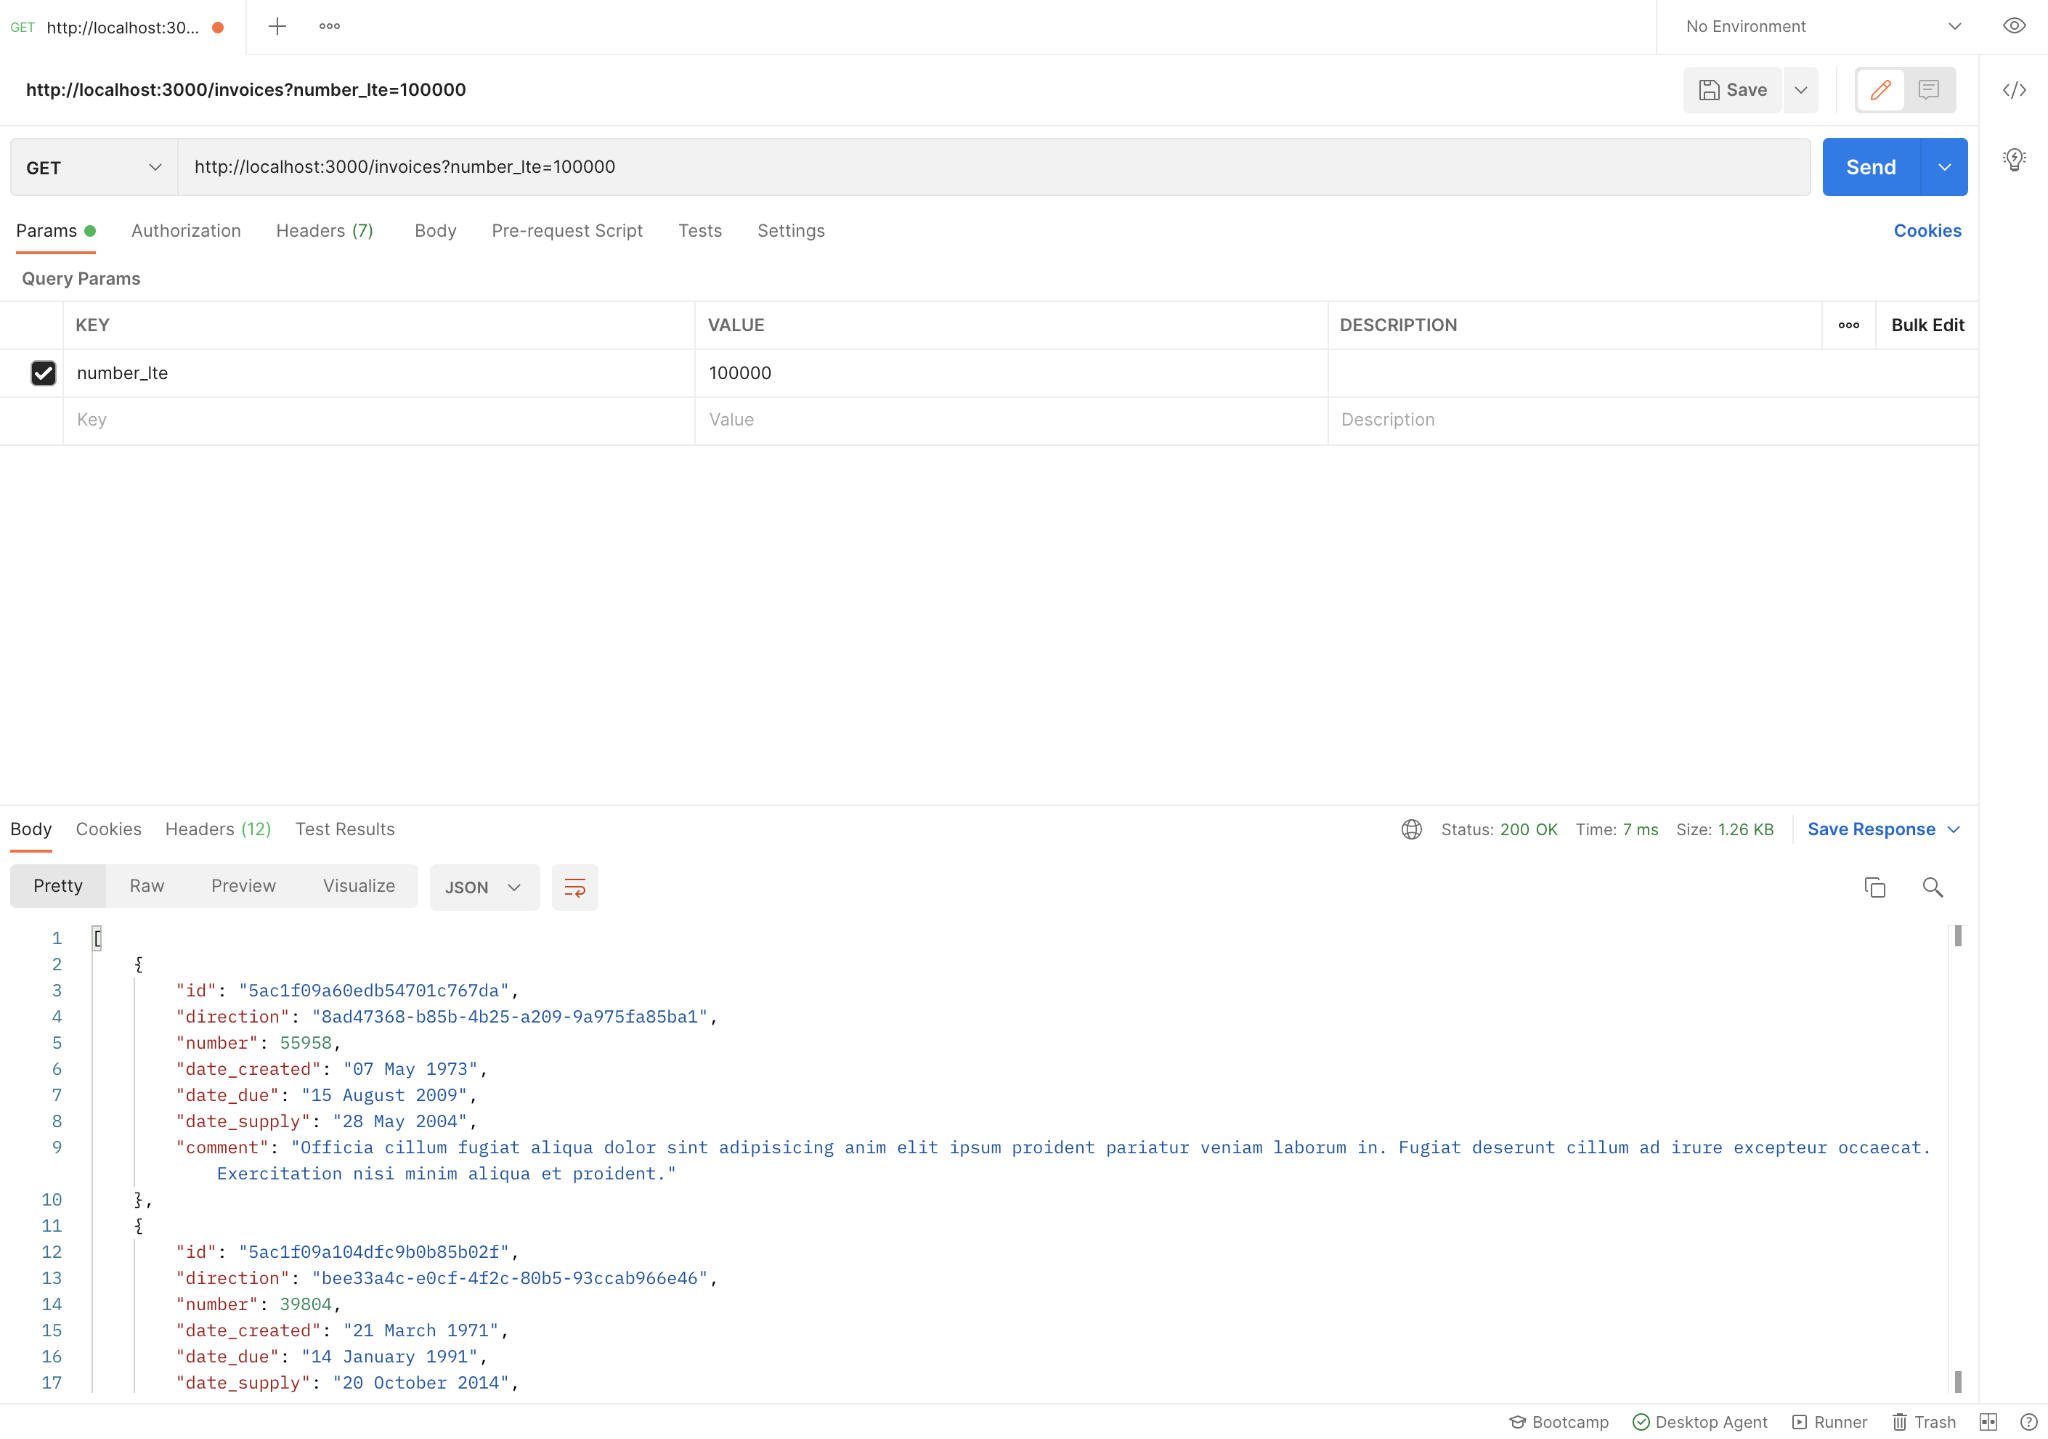 GET http://localhost:30...
No Environment
http://localhost:3000/invoices?number_lte=100000
Save
GET http://localhost:3000/invoices?number_lte=100000 Send
Params Authorization Headers (7) Body Pre-request Script Tests Settings Cookies
Query Params
KEY VALUE DESCRIPTION Bulk Edit
number_lte 100000
Key Value Description
Body Cookies Headers (12) Test Results Status: 200 OK Time: 7 ms Size: 1.26 KB Save Response
Pretty Raw Preview Visualize JSON
1 [
2 {
3 "id": "5ac1f09a60edb54701c767da",
4 "direction": "8ad47368-b85b-4b25-a209-9a975fa85ba1",
5 "number": 55958,
6 "date_created": "07 May 1973",
7 "date_due": "15 August 2009",
8 "date_supply": "28 May 2004",
9 "comment": "Officia cillum fugiat aliqua dolor sint adipisicing anim elit ipsum proident pariatur veniam laborum in. Fugiat deserunt cillum ad irure excepteur occaecat.
Exercitation nisi minim aliqua et proident."
10 },
11 {
12 "id": "5ac1f09a104dfc9b0b85b02f",
13 "direction": "bee33a4c-e0cf-4f2c-80b5-93ccab966e46",
14 "number": 39804,
15 "date_created": "21 March 1971",
16 "date_due": "14 January 1991",
17 "date_supply": "20 October 2014",
Bootcamp Desktop Agent Runner Trash